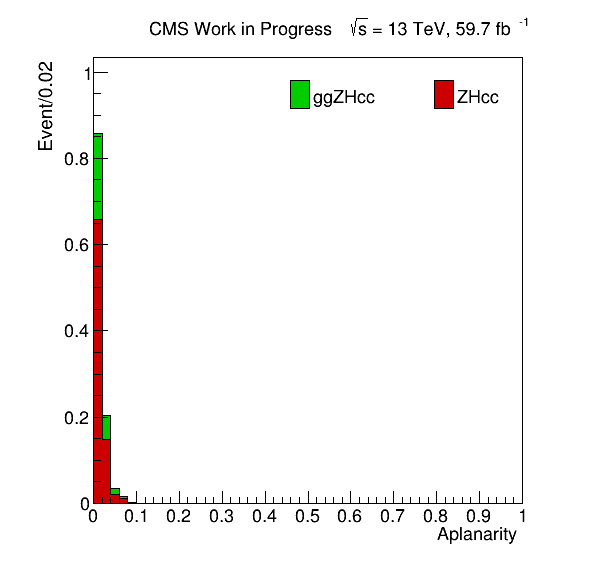 CMS Work in Progress √s = 13 TeV, 59.7 fb -1
Event/0.02
ggZHcc ZHcc
1
0.8
0.6
0.4
0.2
0
0 0.1 0.2 0.3 0.4 0.5 0.6 0.7 0.8 0.9 1
Aplanarity